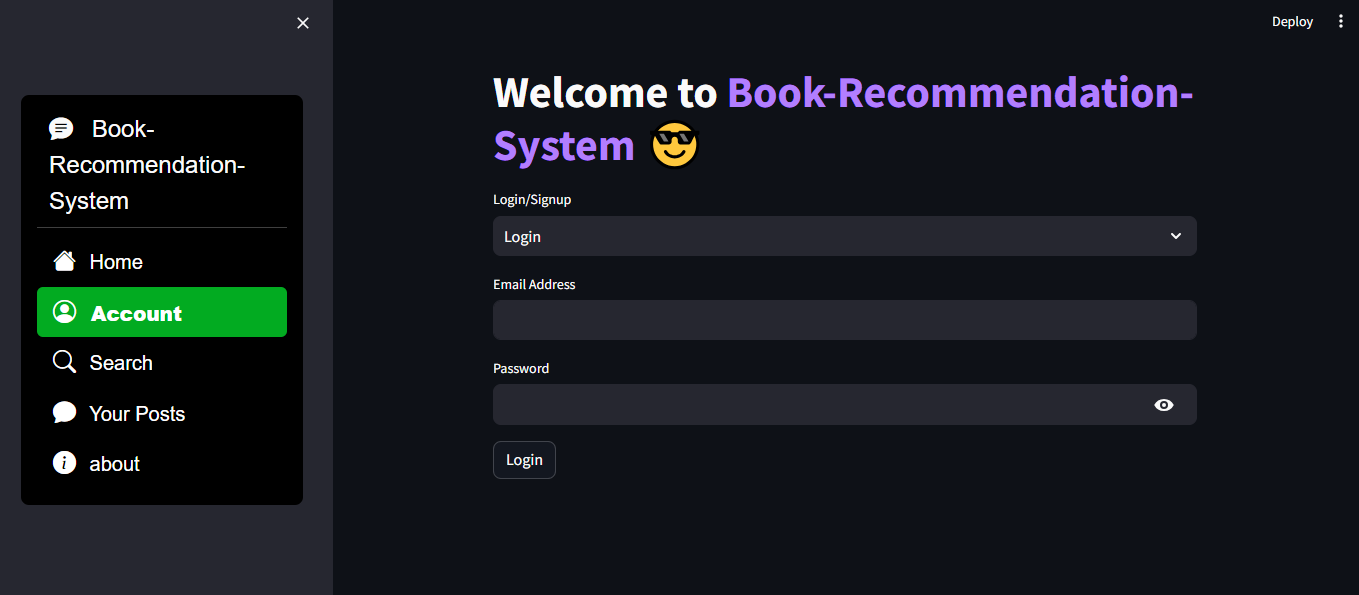 Deploy
Book-
Recommendation-
System
Home
Account
Search
Your Posts
about
Welcome to Book-Recommendation-
System 😎
Login/Signup
Login
Email Address
Password
Login